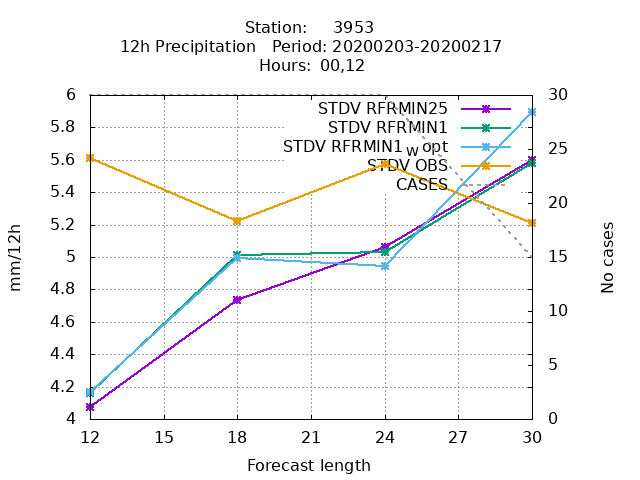 Station: 3953
12h Precipitation Period: 20200203-20200217
Hours: 00,12
STDV RFRMIN25
STDV RFRMIN1
STDV RFRMIN1 w opt
STDV OBS
CASES
6
5.8
5.6
5.4
5.2
5
4.8
4.6
4.4
4.2
4
mm/12h
30
25
20
15
10
5
0
No cases
12 15 18 21 24 27 30
Forecast length